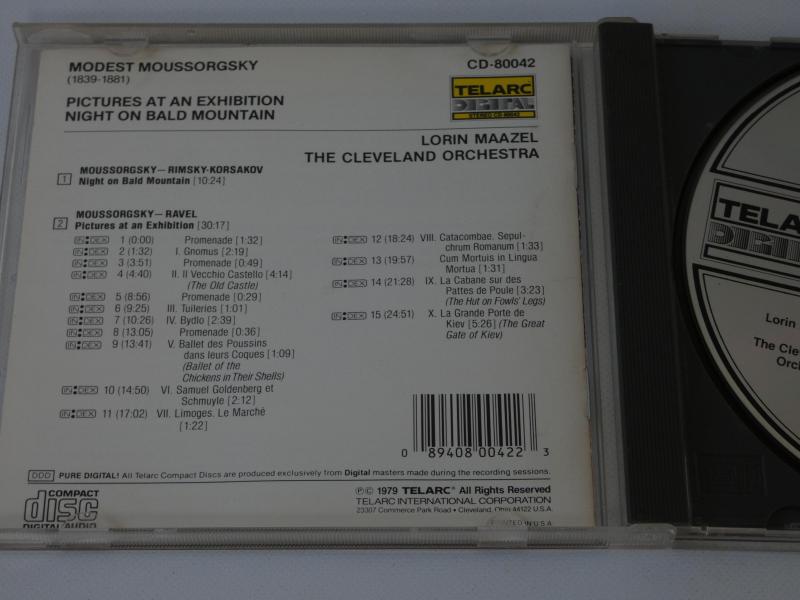 MODEST MOUSSORGSKY
(1839-1881)
CD-80042
PICTURES AT AN EXHIBITION
NIGHT ON BALD MOUNTAIN
TELARC
DIGITAL
STEREO CD-80042
LORIN MAAZEL
THE CLEVELAND ORCHESTRA
MOUSSORGSKY—RIMSKY-KORSAKOV
1 Night on Bald Mountain [10:24]
MOUSSORGSKY—RAVEL
2 Pictures at an Exhibition [30:17]
INDEX 1 (0:00) Promenade [1:32]
INDEX 2 (1:32) I. Gnomus [2:19]
INDEX 3 (3:51) Promenade [0:49]
INDEX 4 (4:40) II. Il Vecchio Castello [4:14]
(The Old Castle)
INDEX 5 (8:56) Promenade [0:29]
INDEX 6 (9:25) III. Tuileries [1:01]
INDEX 7 (10:26) IV. Bydlo [2:39]
INDEX 8 (13:05) Promenade [0:36]
INDEX 9 (13:41) V. Ballet des Poussins
dans leurs Coques [1:09]
(Ballet of the
Chickens in Their Shells)
INDEX 10 (14:50) VI. Samuel Goldenberg et
Schmuyle [2:12]
INDEX 11 (17:02) VII. Limoges. Le Marché
[1:22]
INDEX 12 (18:24) VIII. Catacombae. Sepul-
chrum Romanum [1:33]
INDEX 13 (19:57) Cum Mortuis in Lingua
Mortua [1:31]
INDEX 14 (21:28) IX. La Cabane sur des
Pattes de Poule [3:23]
(The Hut on Fowls' Legs)
INDEX 15 (24:51) X. La Grande Porte de
Kiev [5:26] (The Great
Gate of Kiev)
0 89408 00422 3
DDD PURE DIGITAL! All Telarc Compact Discs are produced exclusively from Digital masters made during the recording sessions.
COMPACT
disc
DIGITAL AUDIO
℗© 1979 TELARC® All Rights Reserved
TELARC INTERNATIONAL CORPORATION
23307 Commerce Park Road • Cleveland, Ohio 44122 U.S.A.
PRINTED IN U.S.A.
TELARC
DIGITAL
Lorin
The Cle
Orch